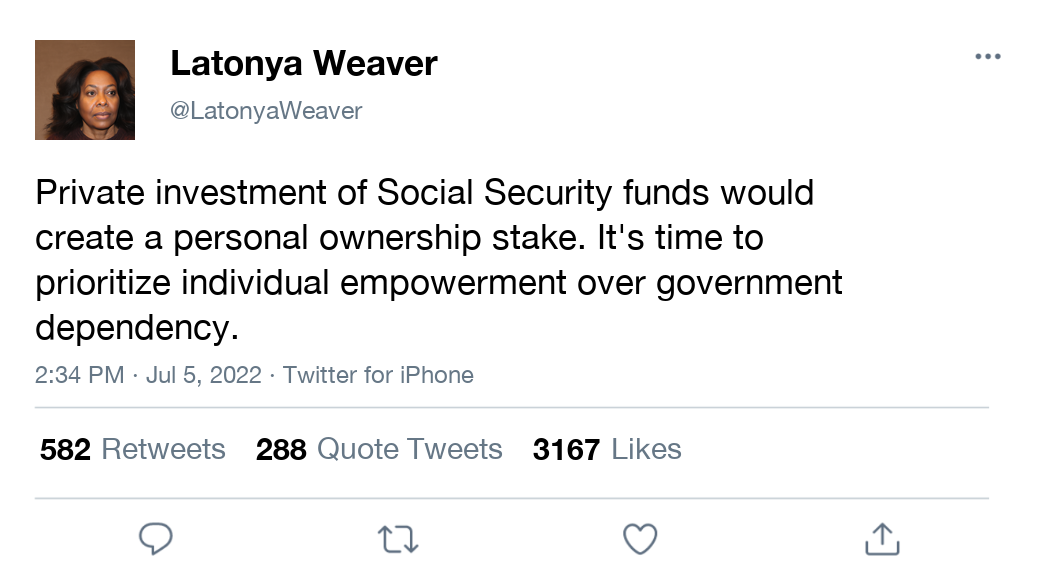 Latonya Weaver
@LatonyaWeaver
Private investment of Social Security funds would
create a personal ownership stake. It's time to
prioritize individual empowerment over government
dependency.
2:34 PM · Jul 5, 2022 · Twitter for iPhone
582 Retweets 288 Quote Tweets 3167 Likes